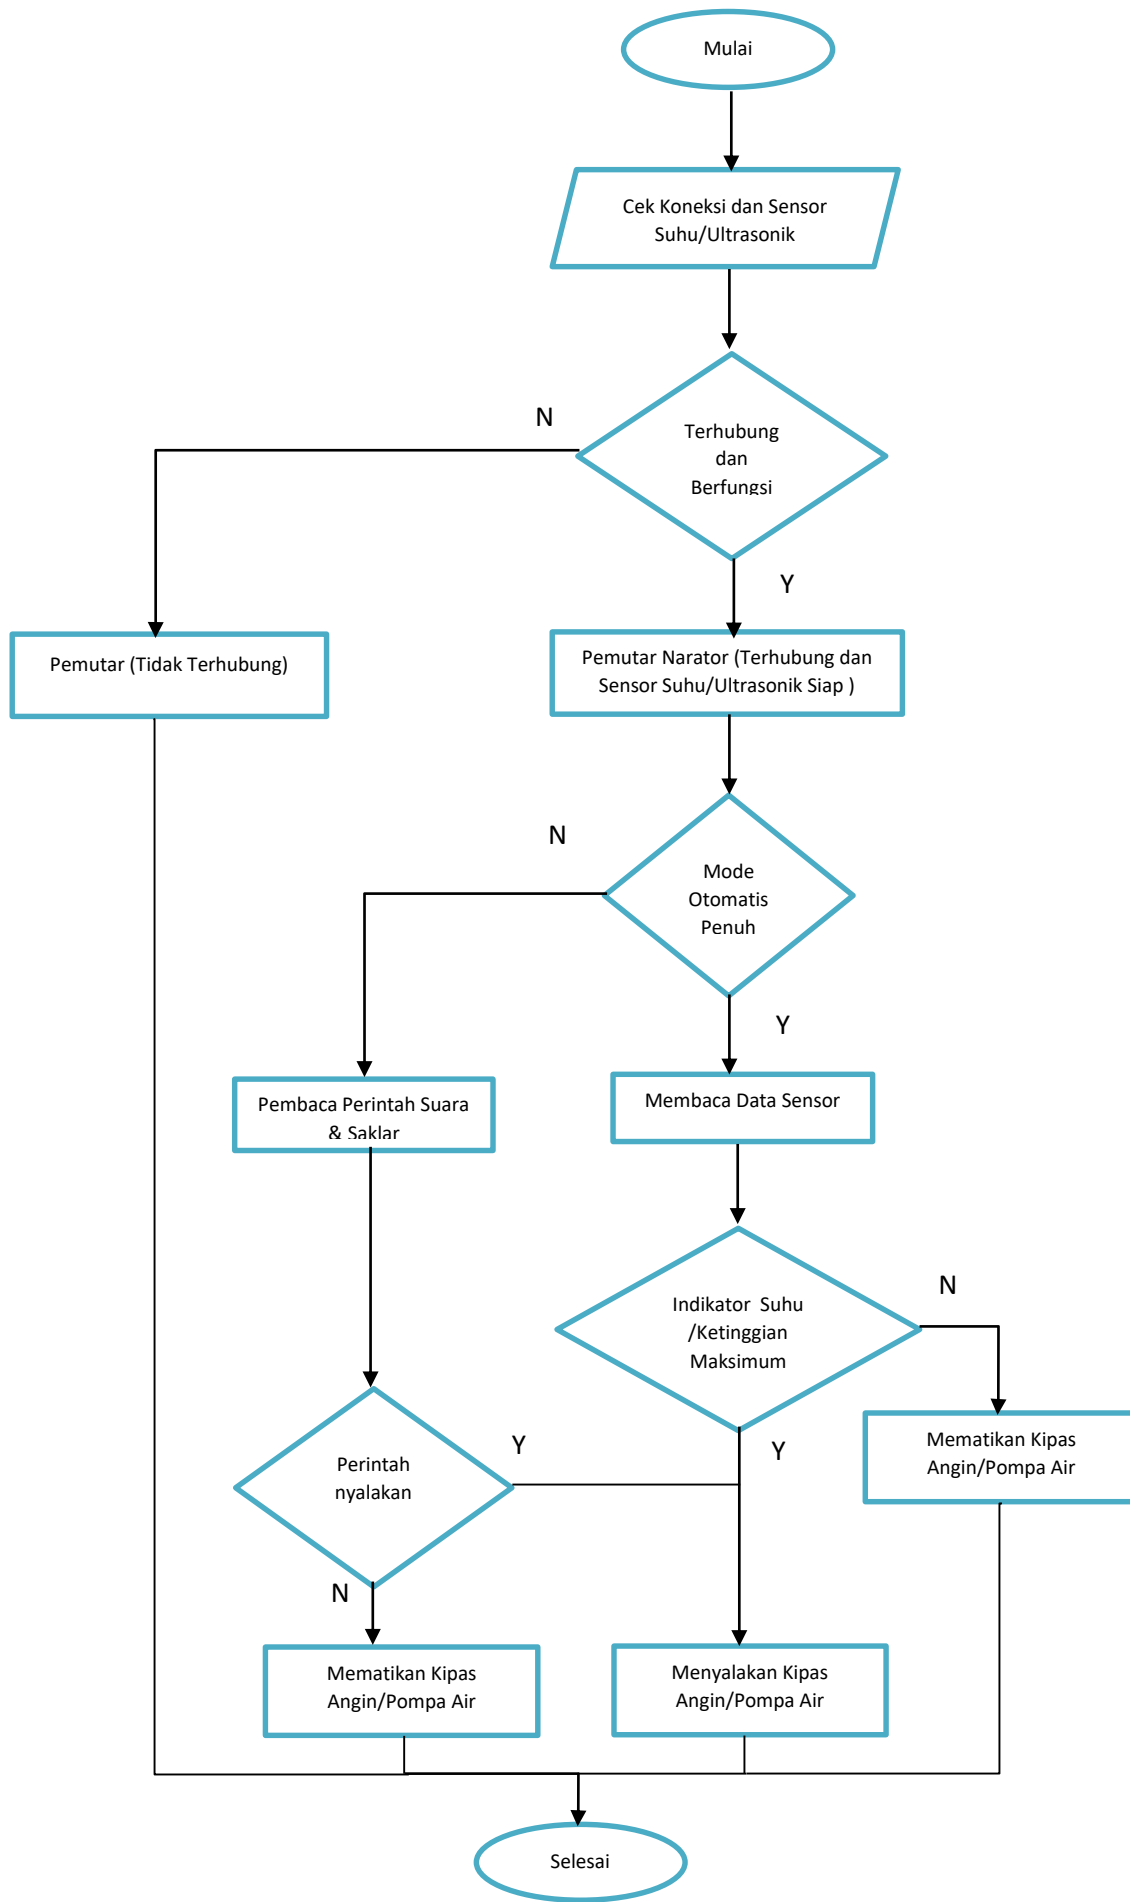 Mulai
Cek Koneksi dan Sensor
Suhu/Ultrasonik
N
Terhubung
dan
Berfungsi
Y
Pemutar (Tidak Terhubung)
Pemutar Narator (Terhubung dan
Sensor Suhu/Ultrasonik Siap )
N
Mode
Otomatis
Penuh
Y
Pembaca Perintah Suara
& Saklar
Membaca Data Sensor
Indikator Suhu
/Ketinggian
Maksimum
N
Perintah
nyalakan
Y
Y
Mematikan Kipas
Angin/Pompa Air
N
Mematikan Kipas
Angin/Pompa Air
Menyalakan Kipas
Angin/Pompa Air
Selesai